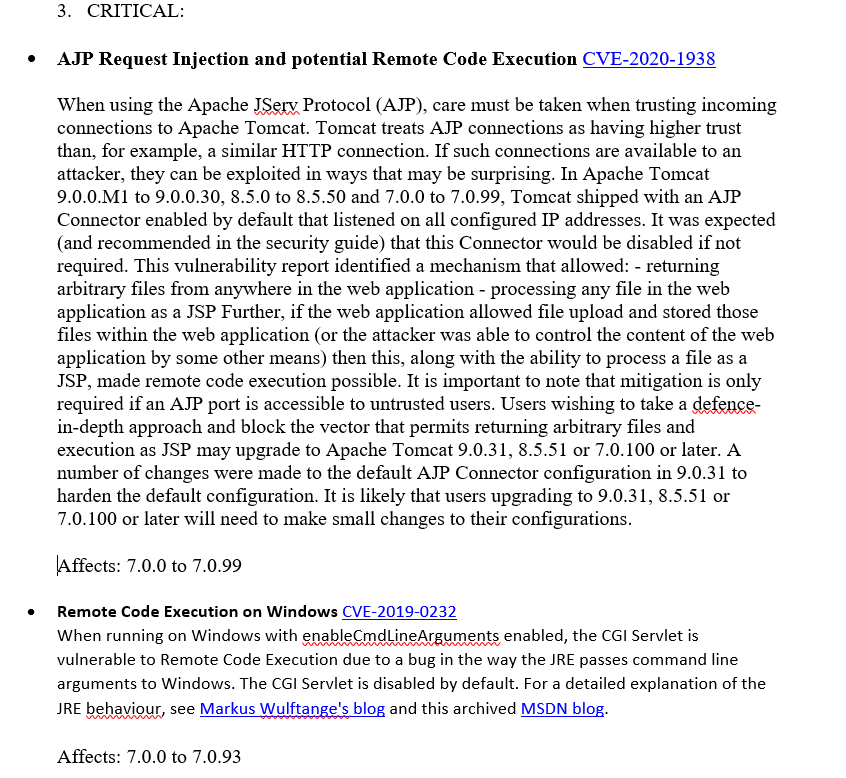 3. CRITICAL:
• AJP Request Injection and potential Remote Code Execution CVE-2020-1938
When using the Apache JServ Protocol (AJP), care must be taken when trusting incoming
connections to Apache Tomcat. Tomcat treats AJP connections as having higher trust
than, for example, a similar HTTP connection. If such connections are available to an
attacker, they can be exploited in ways that may be surprising. In Apache Tomcat
9.0.0.M1 to 9.0.0.30, 8.5.0 to 8.5.50 and 7.0.0 to 7.0.99, Tomcat shipped with an AJP
Connector enabled by default that listened on all configured IP addresses. It was expected
(and recommended in the security guide) that this Connector would be disabled if not
required. This vulnerability report identified a mechanism that allowed: - returning
arbitrary files from anywhere in the web application - processing any file in the web
application as a JSP Further, if the web application allowed file upload and stored those
files within the web application (or the attacker was able to control the content of the web
application by some other means) then this, along with the ability to process a file as a
JSP, made remote code execution possible. It is important to note that mitigation is only
required if an AJP port is accessible to untrusted users. Users wishing to take a defence-
in-depth approach and block the vector that permits returning arbitrary files and
execution as JSP may upgrade to Apache Tomcat 9.0.31, 8.5.51 or 7.0.100 or later. A
number of changes were made to the default AJP Connector configuration in 9.0.31 to
harden the default configuration. It is likely that users upgrading to 9.0.31, 8.5.51 or
7.0.100 or later will need to make small changes to their configurations.
Affects: 7.0.0 to 7.0.99
• Remote Code Execution on Windows CVE-2019-0232
When running on Windows with enableCmdLineArguments enabled, the CGI Servlet is
vulnerable to Remote Code Execution due to a bug in the way the JRE passes command line
arguments to Windows. The CGI Servlet is disabled by default. For a detailed explanation of the
JRE behaviour, see Markus Wulftange's blog and this archived MSDN blog.
Affects: 7.0.0 to 7.0.93